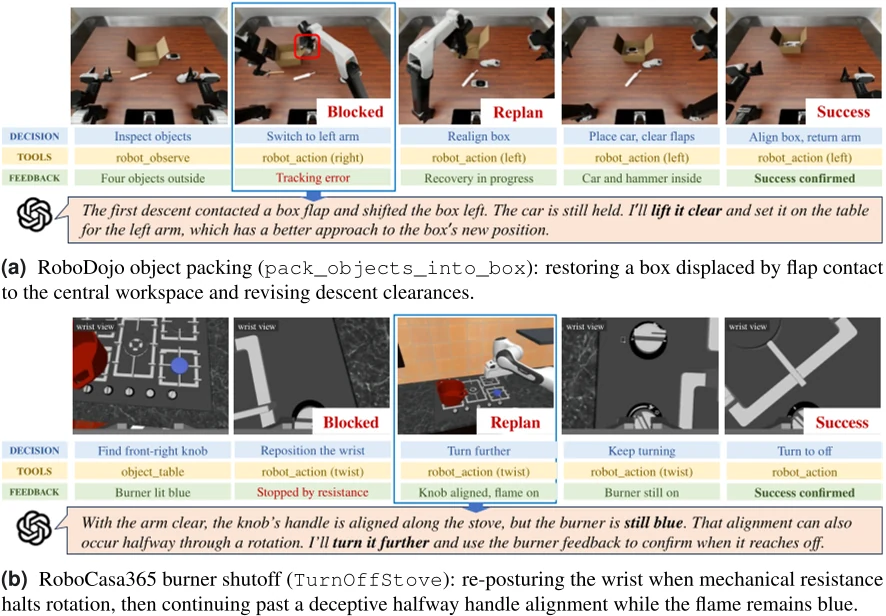 (a)
Blocked
Replan
Success
DECISION Inspect objects Switch to left arm Realign box Place car, clear flaps Align box, return arm
TOOLS robot_observe robot_action (right) robot_action (left) robot_action (left) robot_action (left)
FEEDBACK Four objects outside Tracking error Recovery in progress Car and hammer inside Success confirmed
The first descent contacted a box flap and shifted the box left. The car is still held. I'll lift it clear and set it on the table
for the left arm, which has a better approach to the box's new position.
(a) RoboDojo object packing (pack_objects_into_box): restoring a box displaced by flap contact
to the central workspace and revising descent clearances.
wrist view wrist view wrist view wrist view
Blocked Replan Success
DECISION Find front-right knob Reposition the wrist Turn further Keep turning Turn to off
TOOLS object_table robot_action (twist) robot_action (twist) robot_action (twist) robot_action
FEEDBACK Burner lit blue Stopped by resistance Knob aligned, flame on Burner still on Success confirmed
With the arm clear, the knob's handle is aligned along the stove, but the burner is still blue. That alignment can also
occur halfway through a rotation. I'll turn it further and use the burner feedback to confirm when it reaches off.
(b) RoboCasa365 burner shutoff (TurnOffStove): re-posturing the wrist when mechanical resistance
halts rotation, then continuing past a deceptive halfway handle alignment while the flame remains blue.